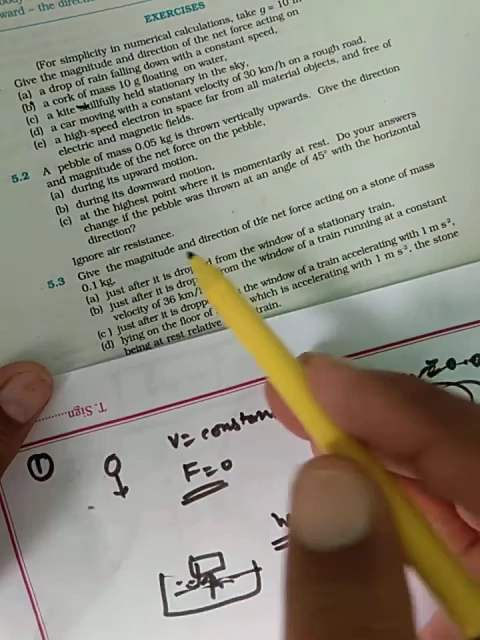 ward – the direc
EXERCISES
(For simplicity in numerical calculations, take g = 10 m
Give the magnitude and direction of the net force acting on
(a) a drop of rain falling down with a constant speed,
(b) a cork of mass 10 g floating on water,
(c) a kite skillfully held stationary in the sky,
(d) a car moving with a constant velocity of 30 km/h on a rough road,
(e) a high-speed electron in space far from all material objects, and free of
electric and magnetic fields.
5.2 A pebble of mass 0.05 kg is thrown vertically upwards. Give the direction
and magnitude of the net force on the pebble,
(a) during its upward motion,
(b) during its downward motion,
(c) at the highest point where it is momentarily at rest. Do your answers
change if the pebble was thrown at an angle of 45° with the horizontal
direction?
Ignore air resistance.
5.3 Give the magnitude and direction of the net force acting on a stone of mass
0.1 kg,
(a) just after it is from the window of a stationary train,
(b) just after it is from the window of a train running at a constant
velocity of 36 km/
(c) just after it is the window of a train accelerating with 1 m s-2,
(d) lying on the floor of which is accelerating with 1 m s-2, the stone
being at rest relative train.
T. Sign
① V = constan
F = 0